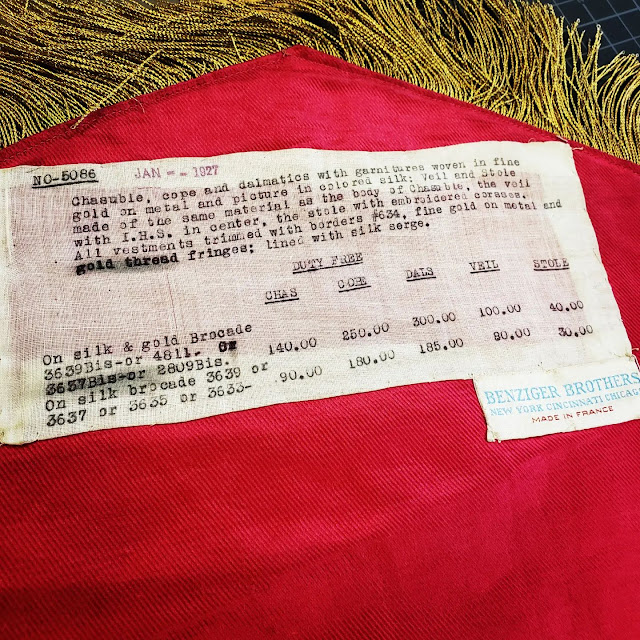 NO-5086 JAN -- 1927
Chasuble, cope and dalmatics with garnitures woven in fine
gold on metal and picture in colored silk; Veil and Stole
made of the same material as the body of Chasuble, the veil
with I.H.S. in center, the stole with embroidered corsses.
All vestments trimmed with borders #634, fine gold on metal and
gold thread fringes; lined with silk serge.
DUTY FREE
CHAS COPE DALS VEIL STOLE
On silk & gold Brocade
3639Bis-or 4811. Or 140.00 250.00 300.00 100.00 40.00
3637Bis-or 2809Bis.
On silk brocade 3639 or 90.00 180.00 185.00 80.00 30.00
3637 or 3635 or 3633-
BENZIGER BROTHERS
NEW YORK CINCINNATI CHICAG
MADE IN FRANCE